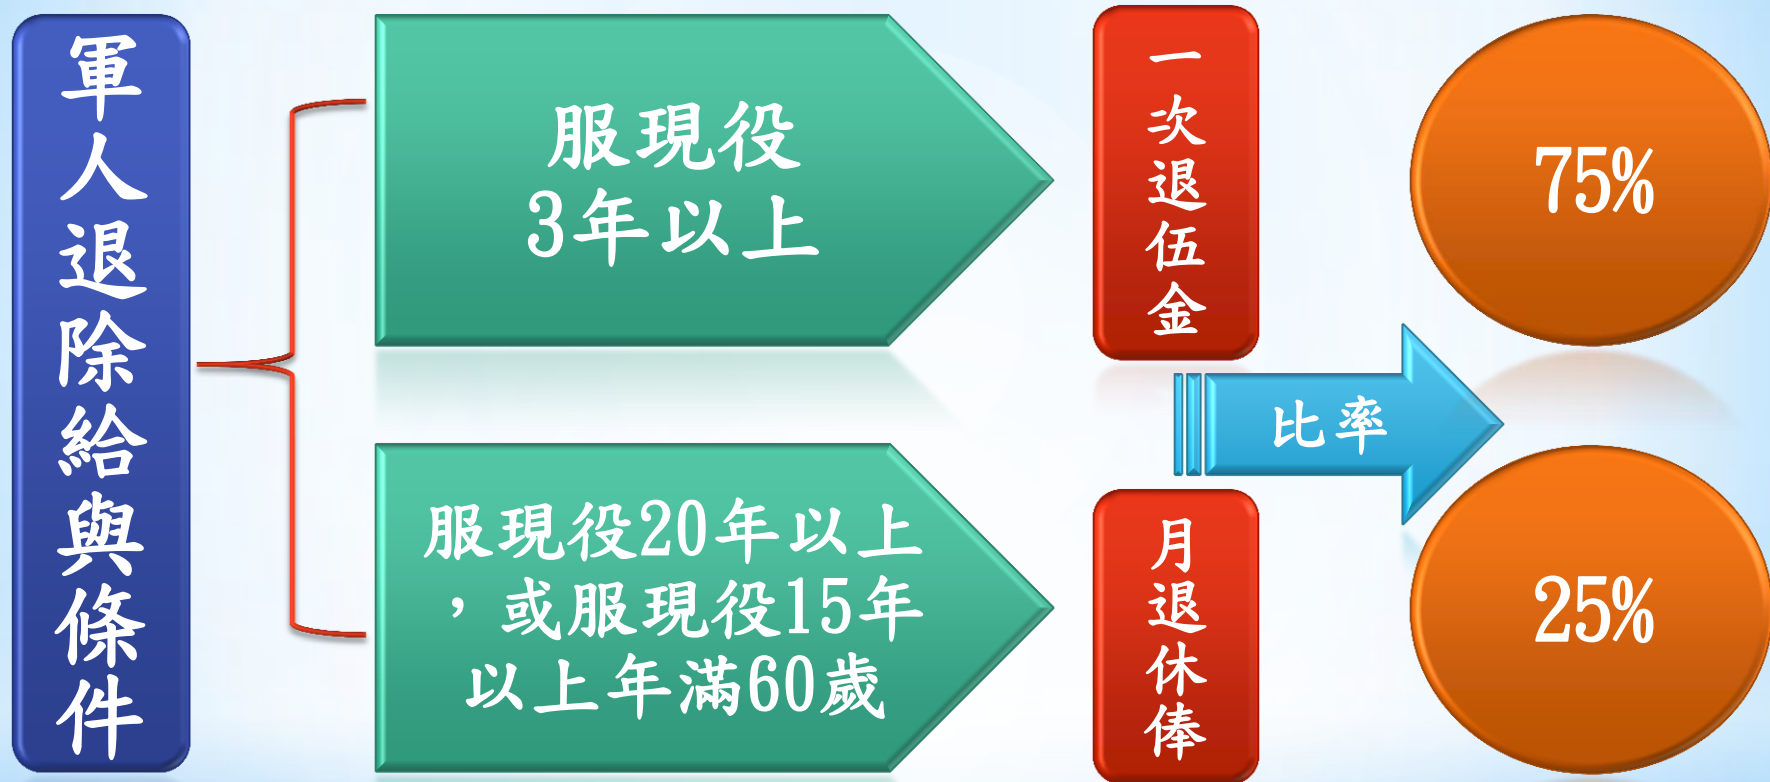 軍人退除給與條件
服現役
3年以上
一次退伍金
75%
比率
服現役20年以上
，或服現役15年
以上年滿60歲
月退休俸
25%